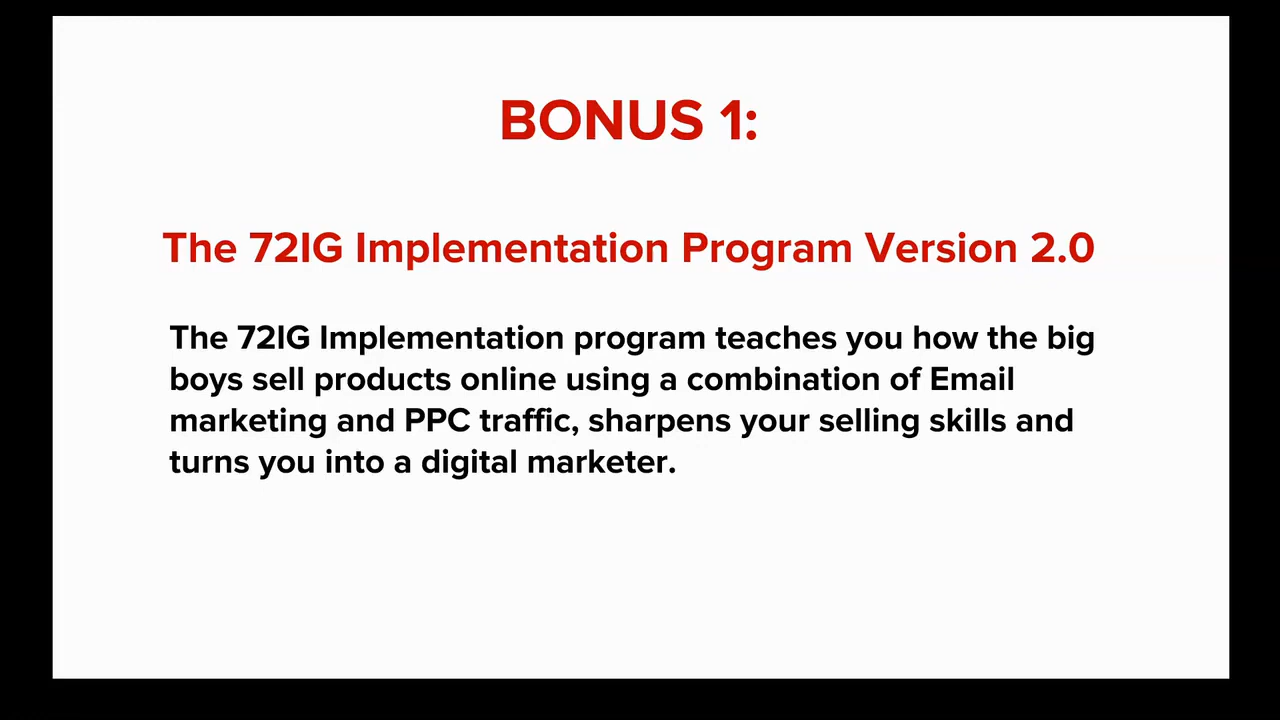 BONUS 1:
The 72IG Implementation Program Version 2.0
The 72IG Implementation program teaches you how the big
boys sell products online using a combination of Email
marketing and PPC traffic, sharpens your selling skills and
turns you into a digital marketer.